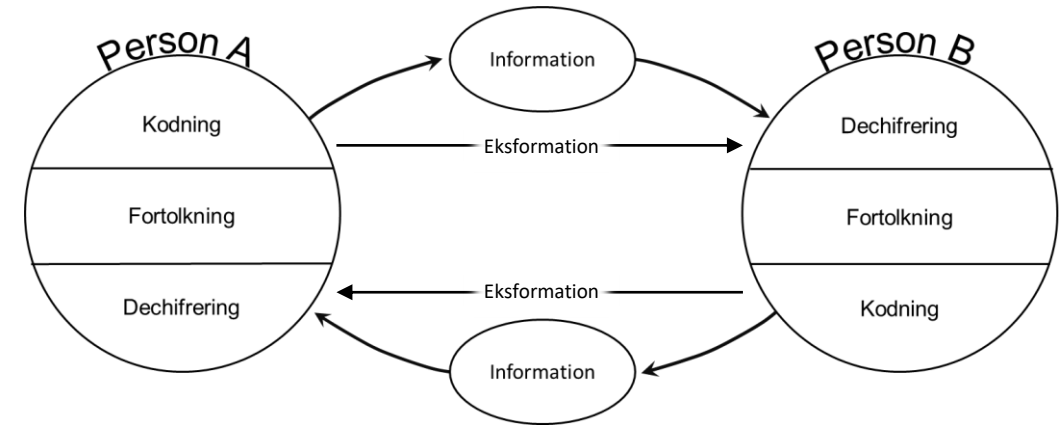 Person A
Person B
Information
Kodning
Dechifrering
Eksformation
Fortolkning
Fortolkning
Eksformation
Dechifrering
Kodning
Information